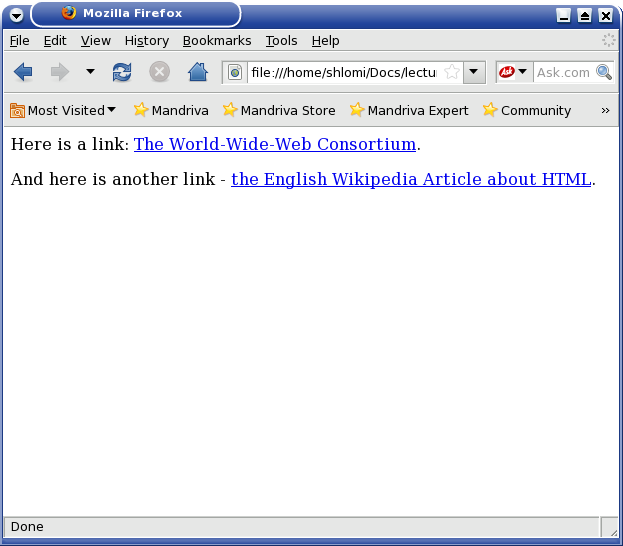 Mozilla Firefox
File Edit View History Bookmarks Tools Help
file:///home/shlomi/Docs/lectu Ask Ask.com
Most Visited Mandriva Mandriva Store Mandriva Expert Community »
Here is a link: The World-Wide-Web Consortium.
And here is another link - the English Wikipedia Article about HTML.
Done